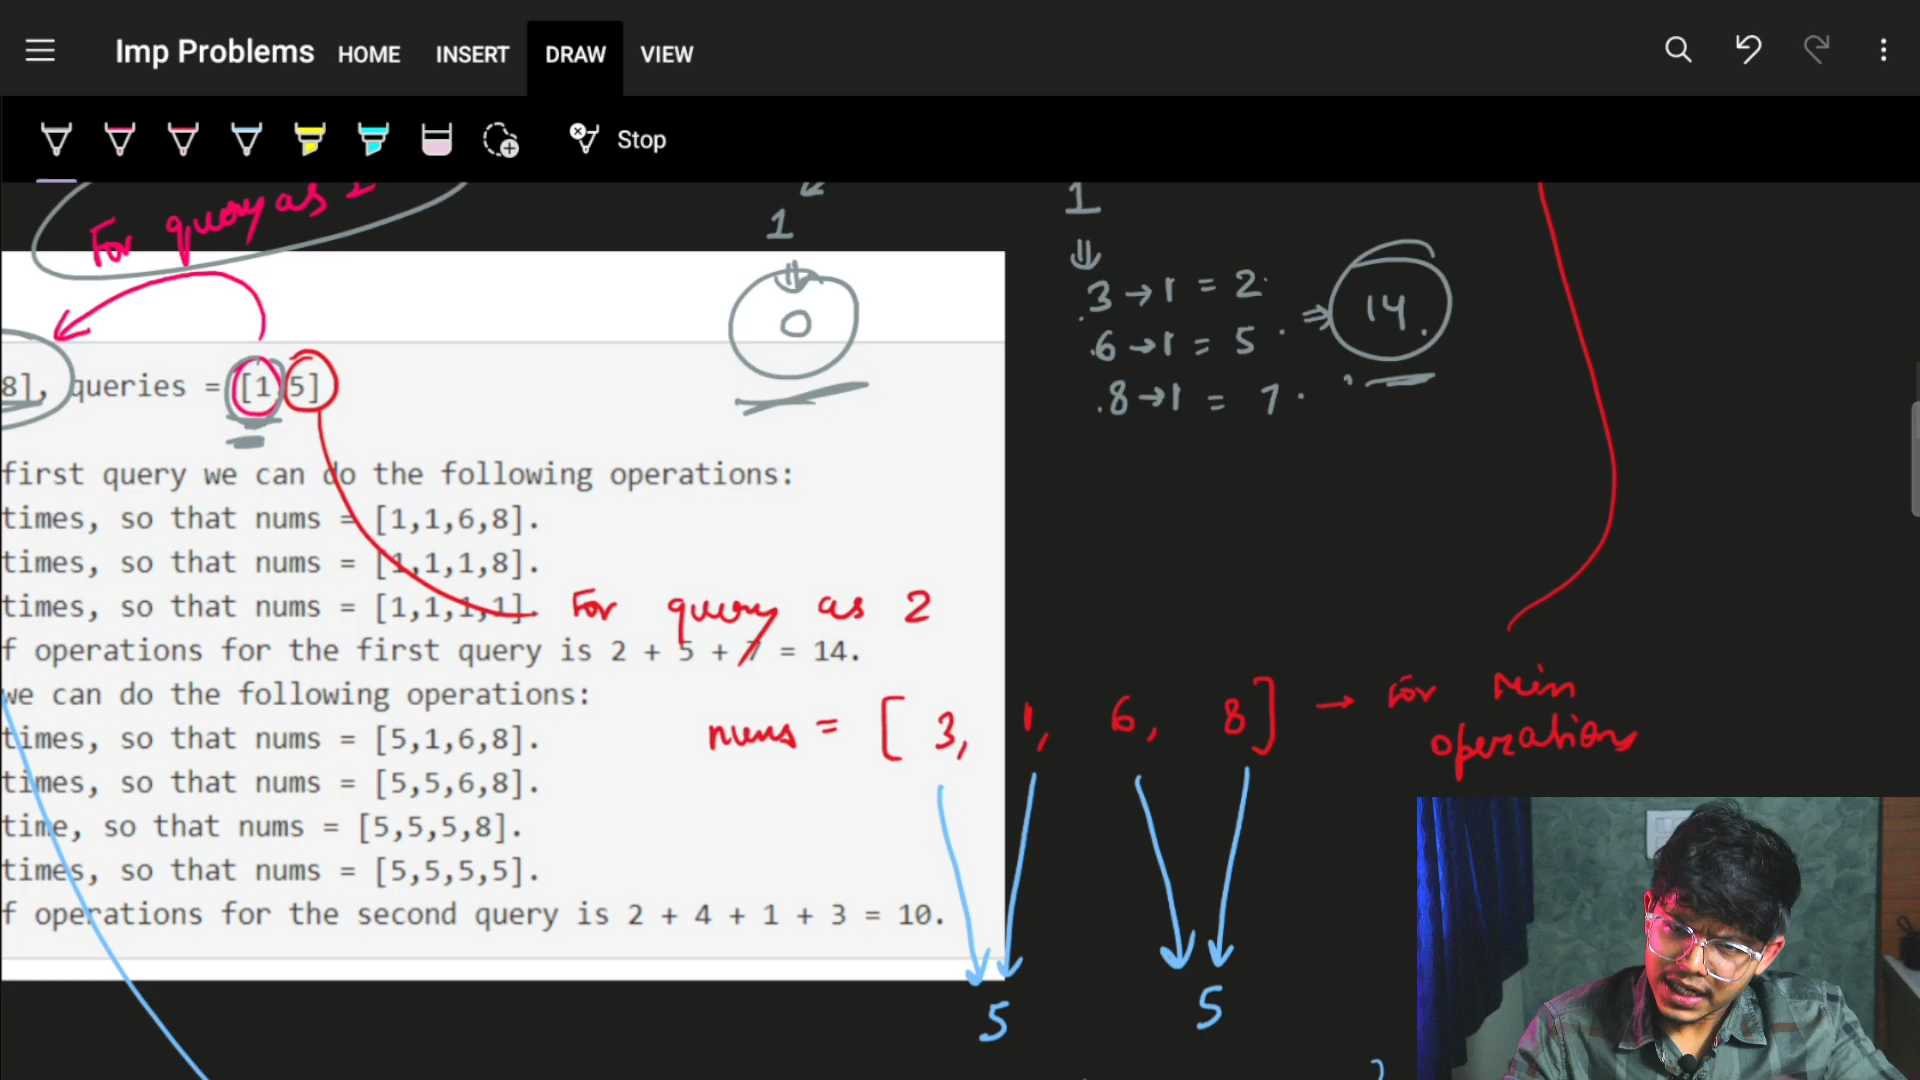 Imp Problems HOME INSERT DRAW VIEW
Stop
For query as
1
0
1
3 → 1 = 2
6 → 1 = 5
8 → 1 = 7
⇒ 14
8], queries = [1 5]
first query we can do the following operations:
times, so that nums = [1,1,6,8].
times, so that nums = [1,1,1,8].
times, so that nums = [1,1,1,1].
For query as 2
f operations for the first query is 2 + 5 + 7 = 14.
we can do the following operations:
times, so that nums = [5,1,6,8].
times, so that nums = [5,5,6,8].
time, so that nums = [5,5,5,8].
times, so that nums = [5,5,5,5].
f operations for the second query is 2 + 4 + 1 + 3 = 10.
nums = [ 3, 1, 6, 8] → For Min
operations
5 5